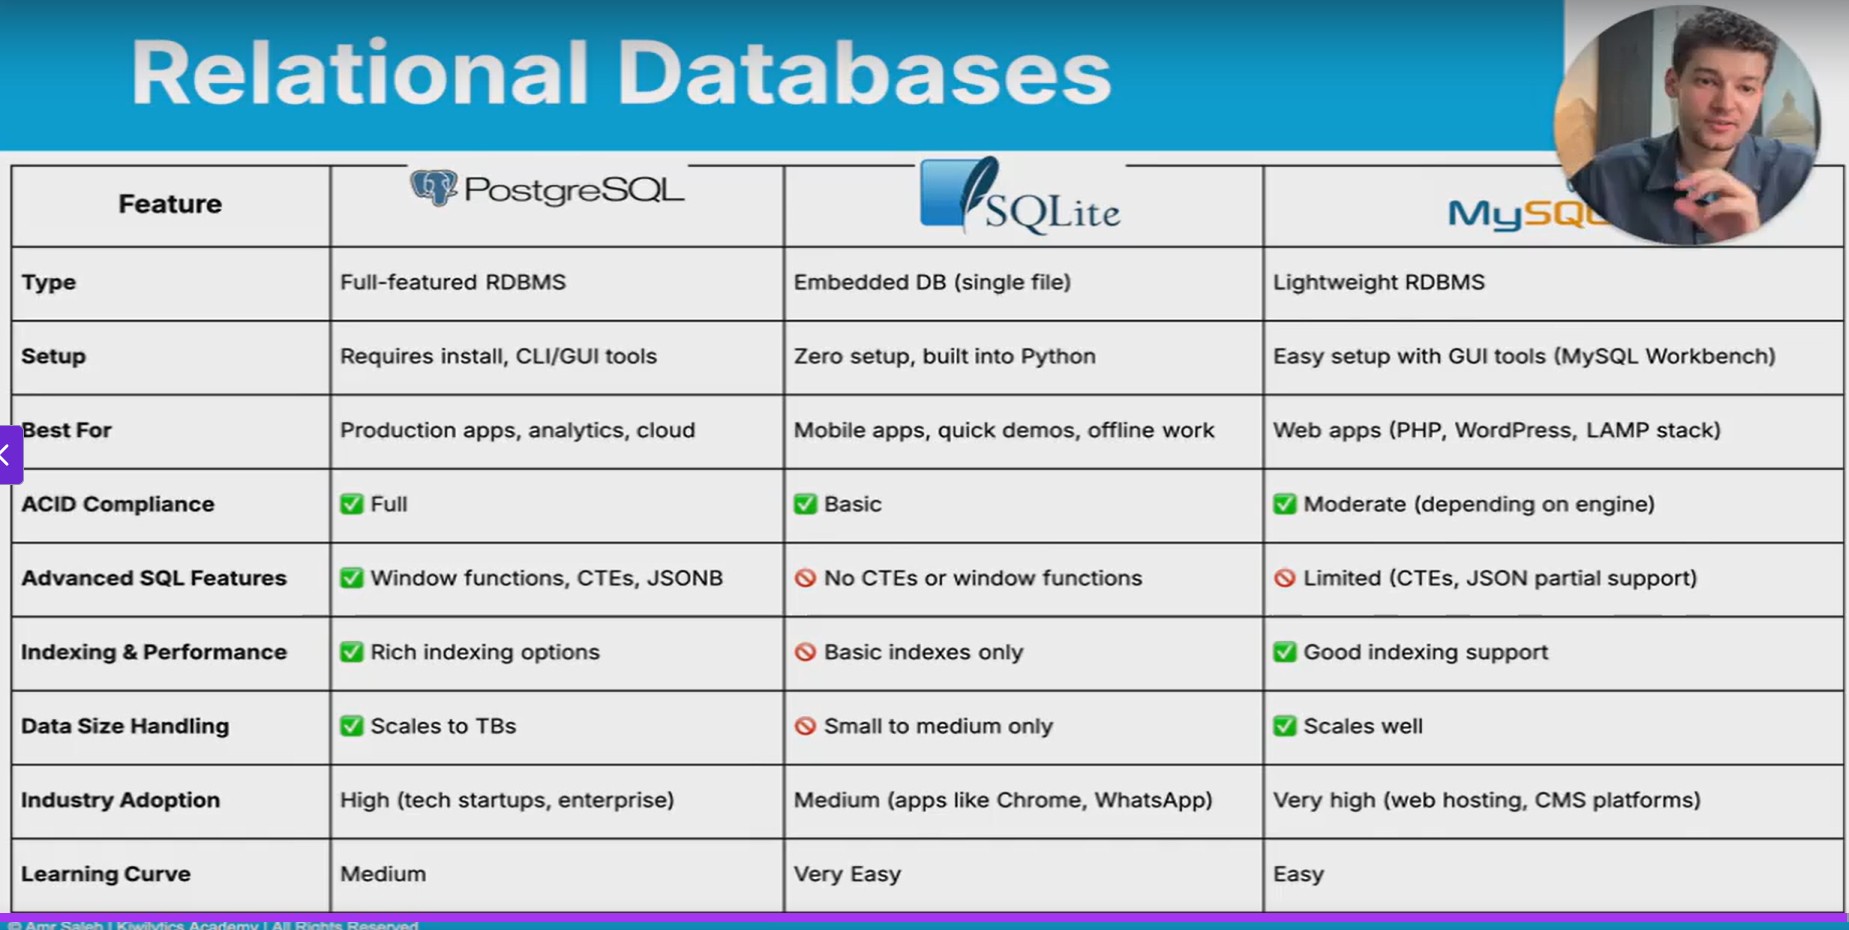 Relational Databases
Feature
PostgreSQL
SQLite
MySQL
Type
Full-featured RDBMS
Embedded DB (single file)
Lightweight RDBMS
Setup
Requires install, CLI/GUI tools
Zero setup, built into Python
Easy setup with GUI tools (MySQL Workbench)
Best For
Production apps, analytics, cloud
Mobile apps, quick demos, offline work
Web apps (PHP, WordPress, LAMP stack)
ACID Compliance
✅ Full
✅ Basic
✅ Moderate (depending on engine)
Advanced SQL Features
✅ Window functions, CTEs, JSONB
🚫 No CTEs or window functions
🚫 Limited (CTEs, JSON partial support)
Indexing & Performance
✅ Rich indexing options
🚫 Basic indexes only
✅ Good indexing support
Data Size Handling
✅ Scales to TBs
🚫 Small to medium only
✅ Scales well
Industry Adoption
High (tech startups, enterprise)
Medium (apps like Chrome, WhatsApp)
Very high (web hosting, CMS platforms)
Learning Curve
Medium
Very Easy
Easy
© Amr Saleh | Kiwilytics Academy | All Rights Reserved